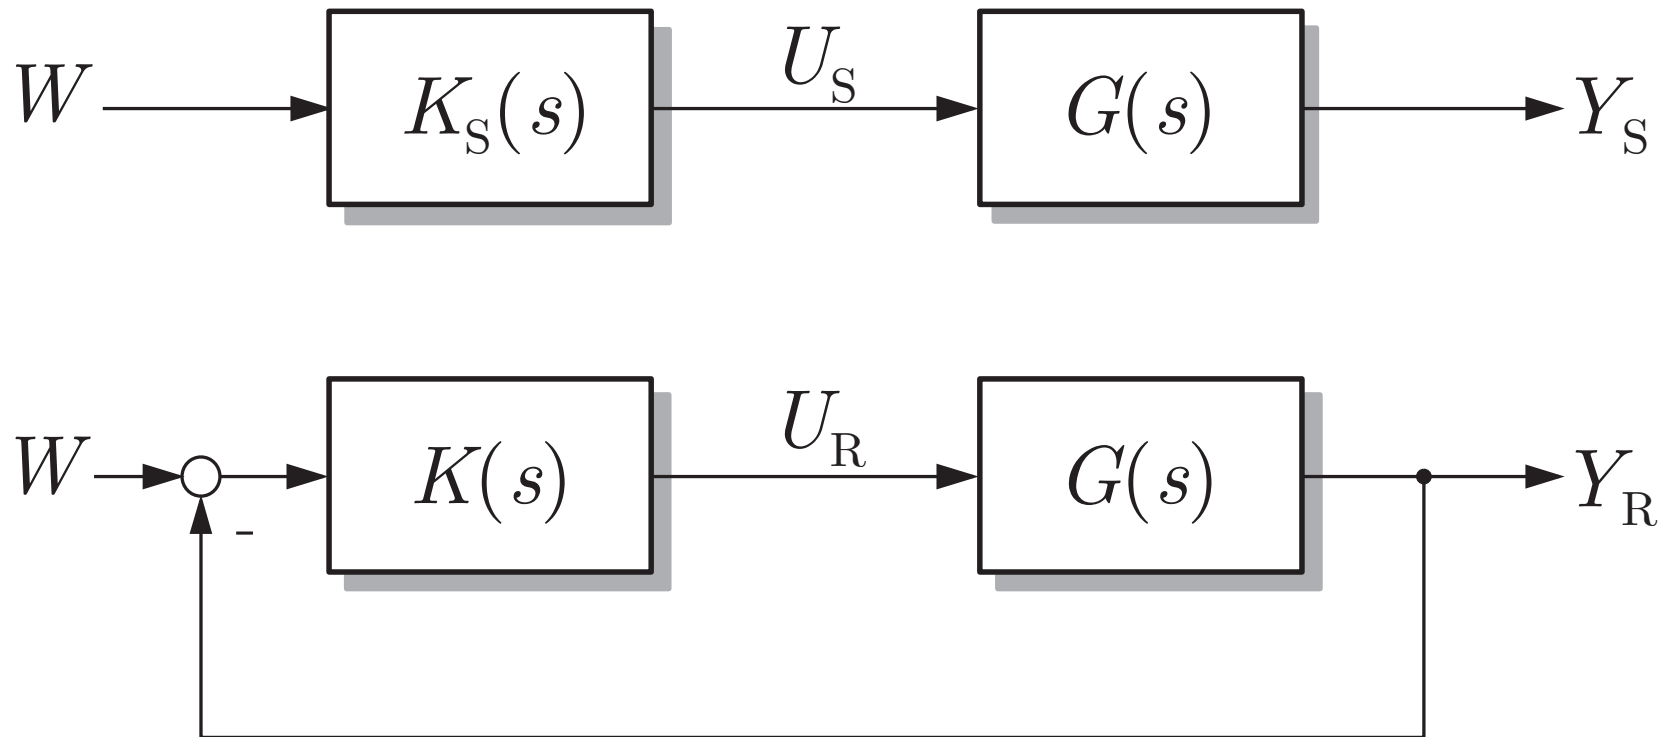 W K_S(s) U_S G(s) Y_S
W K(s) U_R G(s) Y_R
-